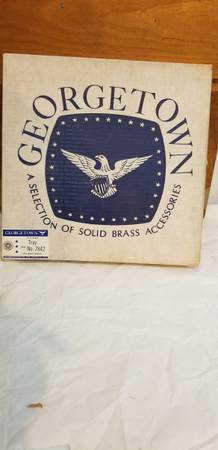 GEORGETOWN
A SELECTION OF SOLID BRASS ACCESSORIES
GEORGETOWN
Tray
No. 7842